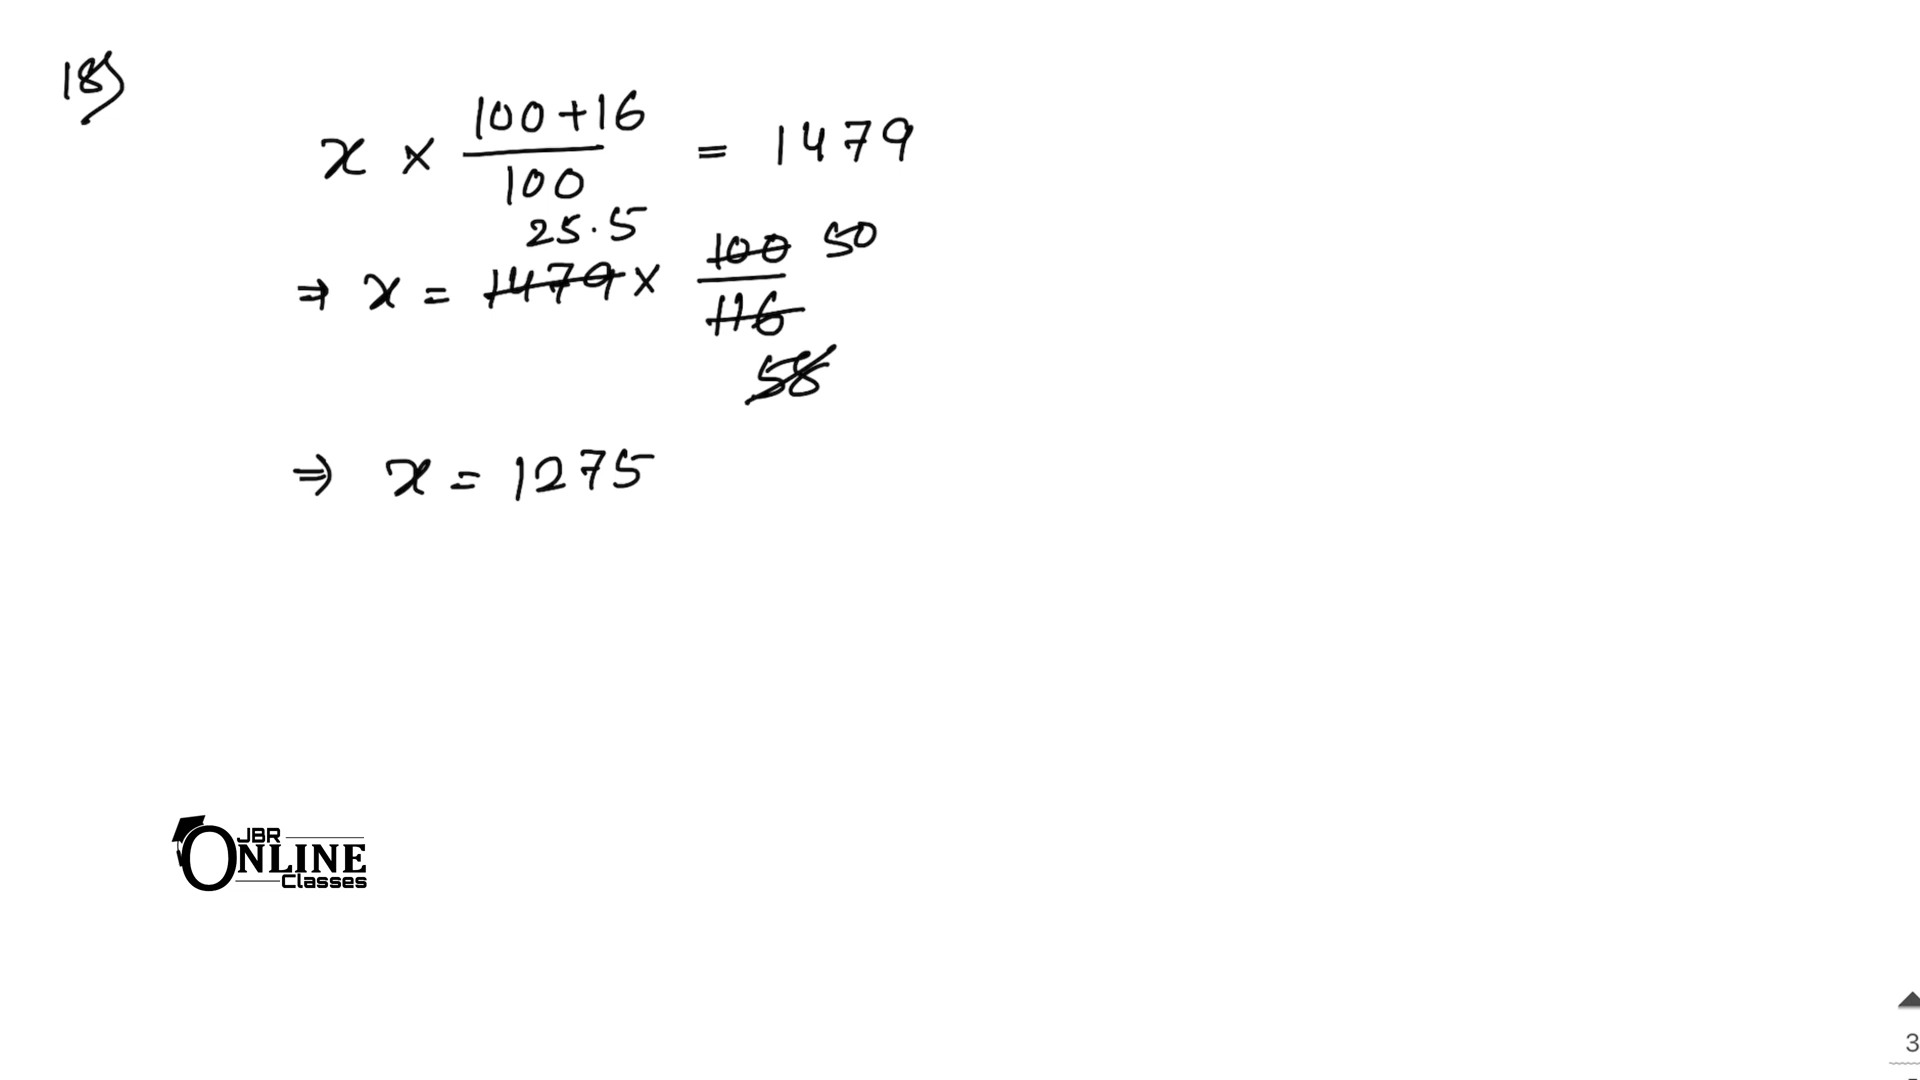 18)
x × (100+16)/100 = 1479
25.5
⇒ x = 1479 × 100/116 50
58
⇒ x = 1275
JBR
ONLINE
Classes
3